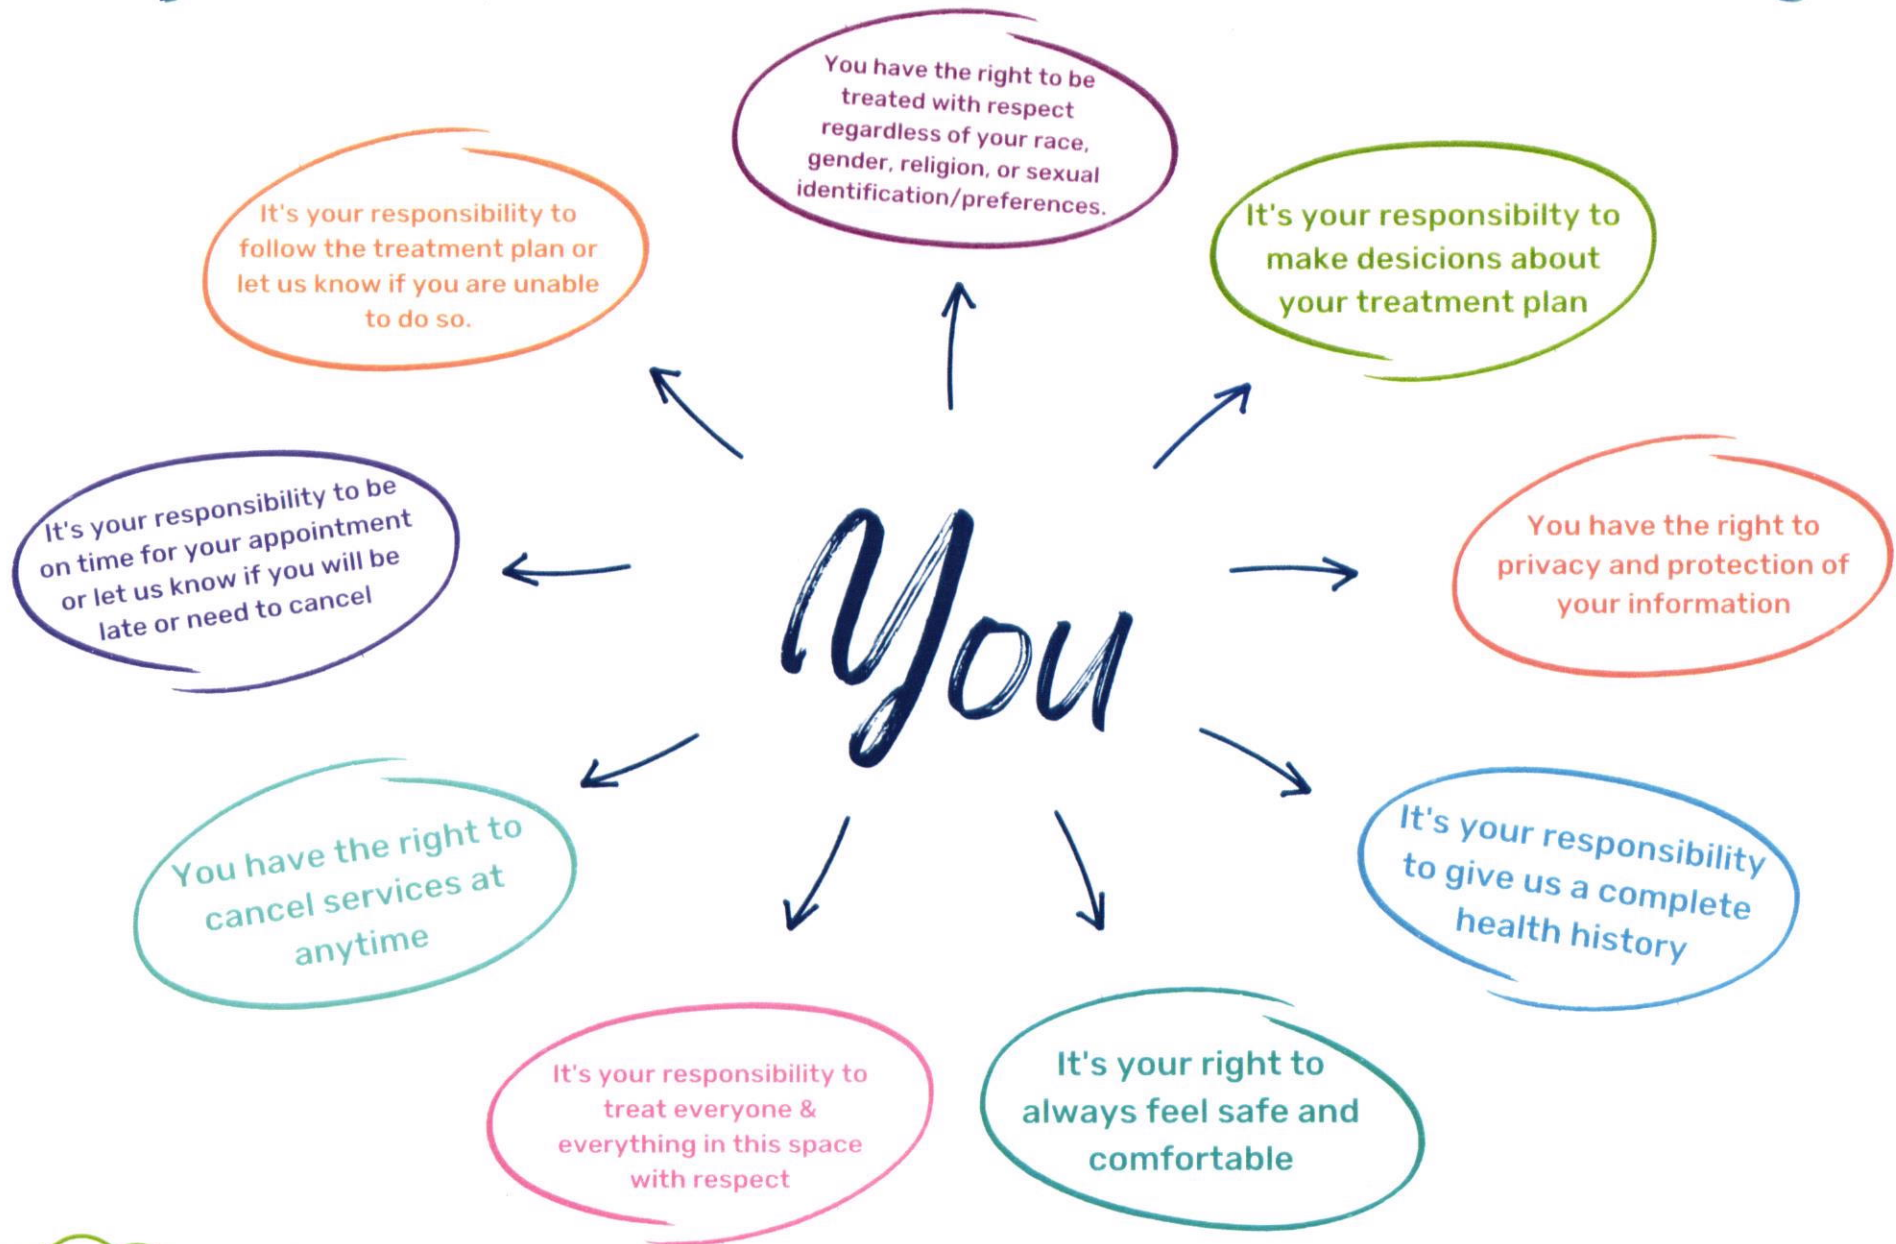 You have the right to be
treated with respect
regardless of your race,
gender, religion, or sexual
identification/preferences.
It's your responsibilty to
make desicions about
your treatment plan
You have the right to
privacy and protection of
your information
It's your responsibility
to give us a complete
health history
It's your right to
always feel safe and
comfortable
It's your responsibility to
treat everyone &
everything in this space
with respect
You have the right to
cancel services at
anytime
It's your responsibility to be
on time for your appointment
or let us know if you will be
late or need to cancel
It's your responsibility to
follow the treatment plan or
let us know if you are unable
to do so.
You